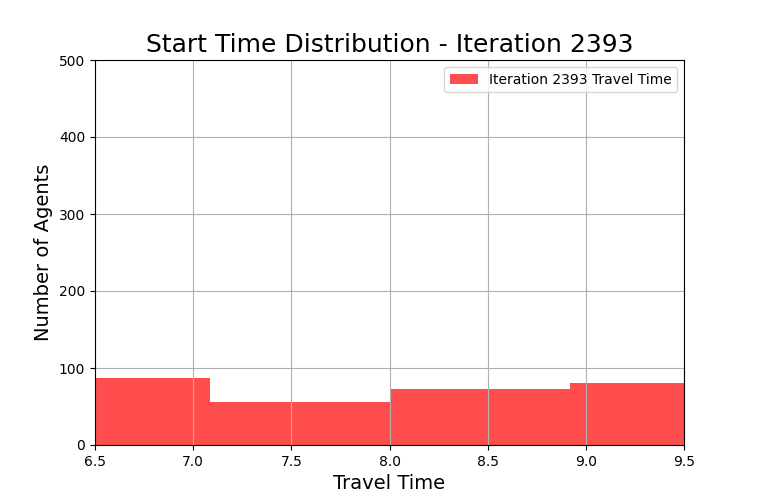 Start Time Distribution - Iteration 2393
Iteration 2393 Travel Time
Number of Agents
500
400
300
200
100
0
6.5 7.0 7.5 8.0 8.5 9.0 9.5
Travel Time